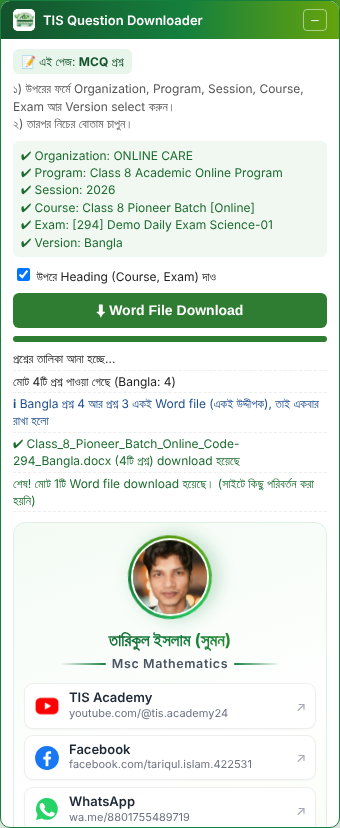 TIS Question Downloader
–
📝 এই পেজ: MCQ প্রশ্ন
১) উপরের ফর্মে Organization, Program, Session, Course,
Exam আর Version select করুন।
২) তারপর নিচের বোতাম চাপুন।
✔ Organization: ONLINE CARE
✔ Program: Class 8 Academic Online Program
✔ Session: 2026
✔ Course: Class 8 Pioneer Batch [Online]
✔ Exam: [294] Demo Daily Exam Science-01
✔ Version: Bangla
উপরে Heading (Course, Exam) দাও
⬇ Word File Download
প্রশ্নের তালিকা আনা হচ্ছে...
মোট 4টি প্রশ্ন পাওয়া গেছে (Bangla: 4)
ℹ Bangla প্রশ্ন 4 আর প্রশ্ন 3 একই Word file (একই উদ্দীপক), তাই একবার
রাখা হলো
✔ Class_8_Pioneer_Batch_Online_Code-
294_Bangla.docx (4টি প্রশ্ন) download হয়েছে
শেষ! মোট 1টি Word file download হয়েছে। (সাইটে কিছু পরিবর্তন করা
হয়নি)
তারিকুল ইসলাম (সুমন)
Msc Mathematics
TIS Academy
youtube.com/@tis.academy24
Facebook
facebook.com/tariqul.islam.422531
WhatsApp
wa.me/8801755489719